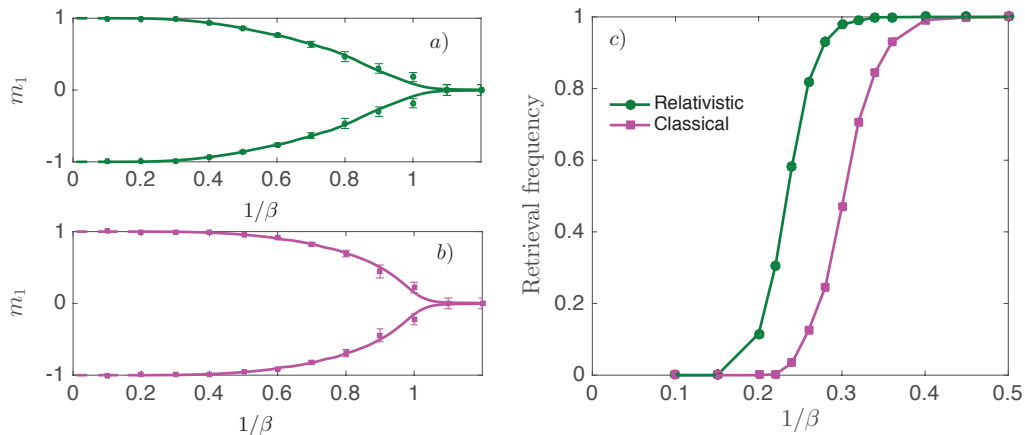 a)
1
0
-1
m₁
0 0.2 0.4 0.6 0.8 1
1/β
b)
1
0
-1
m₁
0 0.2 0.4 0.6 0.8 1
1/β
c)
1
0.8
0.6
0.4
0.2
0
Retrieval frequency
Relativistic
Classical
0 0.1 0.2 0.3 0.4 0.5
1/β